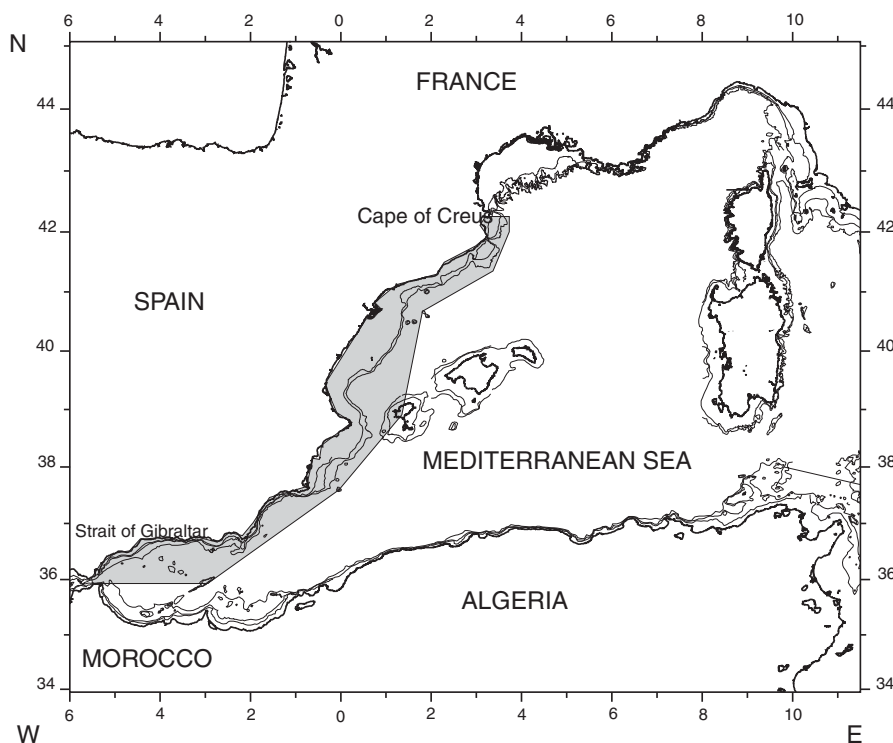 6 4 2 0 2 4 6 8 10
N
FRANCE
44 44
Cape of Creus
42 42
SPAIN
40 40
MEDITERRANEAN SEA
38 38
Strait of Gibraltar
36 36
ALGERIA
MOROCCO
34 34
6 4 2 0 2 4 6 8 10
W E